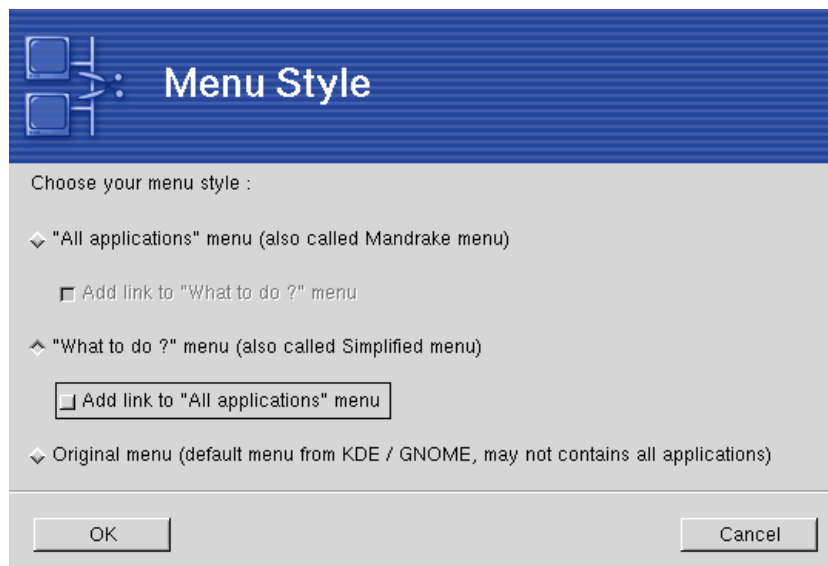 Menu Style
Choose your menu style :
"All applications" menu (also called Mandrake menu)
Add link to "What to do ?" menu
"What to do ?" menu (also called Simplified menu)
Add link to "All applications" menu
Original menu (default menu from KDE / GNOME, may not contains all applications)
OK
Cancel